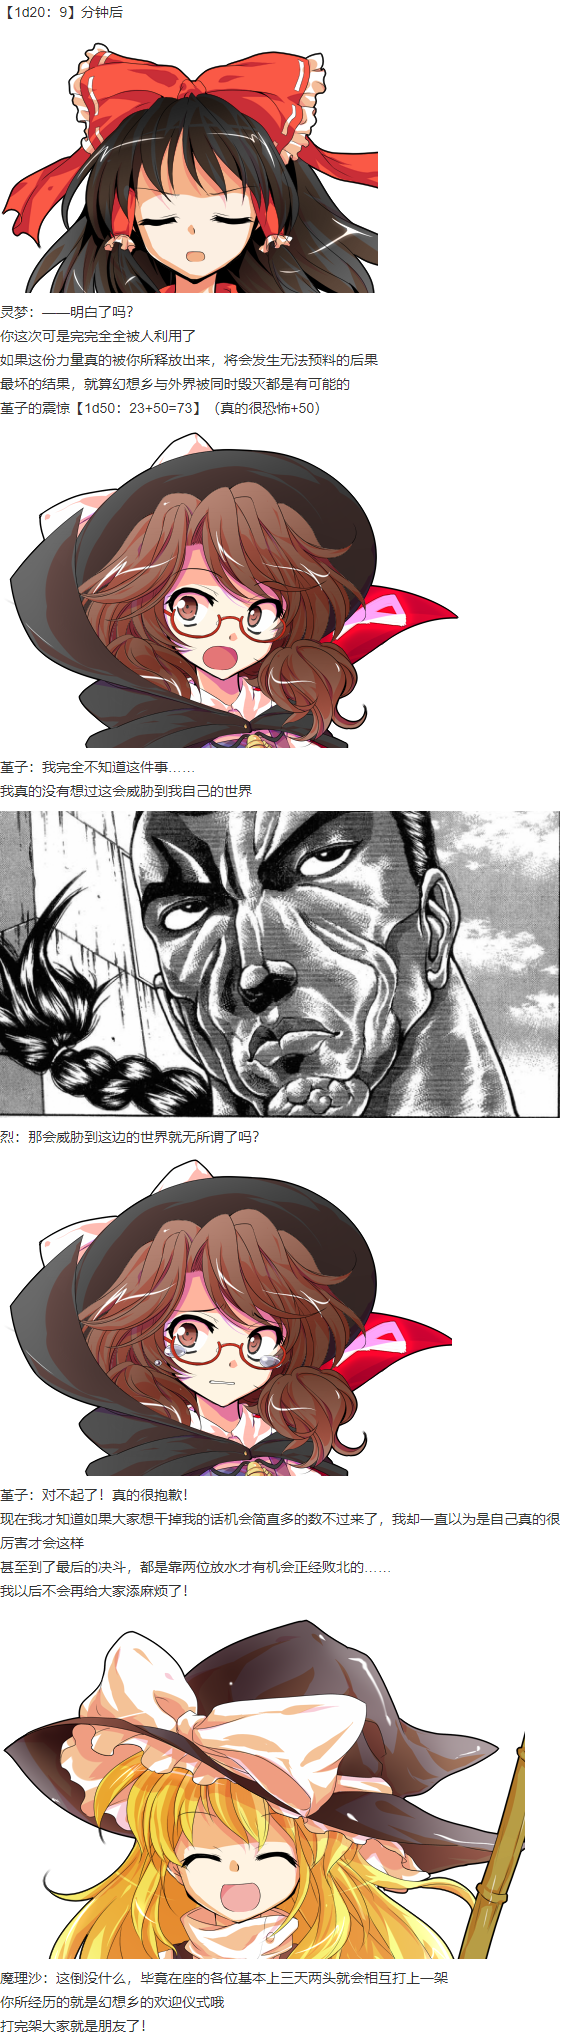 【1d20：9】分钟后
灵梦：——明白了吗？
你这次可是完完全全被人利用了
如果这份力量真的被你所释放出来，将会发生无法预料的后果
最坏的结果，就算幻想乡与外界被同时毁灭都是有可能的
堇子的震惊【1d50：23+50=73】（真的很恐怖+50）
堇子：我完全不知道这件事……
我真的没有想过这会威胁到我自己的世界
烈：那会威胁到这边的世界就无所谓了吗？
堇子：对不起了！真的很抱歉！
现在我才知道如果大家想干掉我的话机会简直多的数不过来了，我却一直以为是自己真的很
厉害才会这样
甚至到了最后的决斗，都是靠两位放水才有机会正经败北的……
我以后不会再给大家添麻烦了！
魔理沙：这倒没什么，毕竟在座的各位基本上三天两头就会相互打上一架
你所经历的就是幻想乡的欢迎仪式哦
打完架大家就是朋友了！